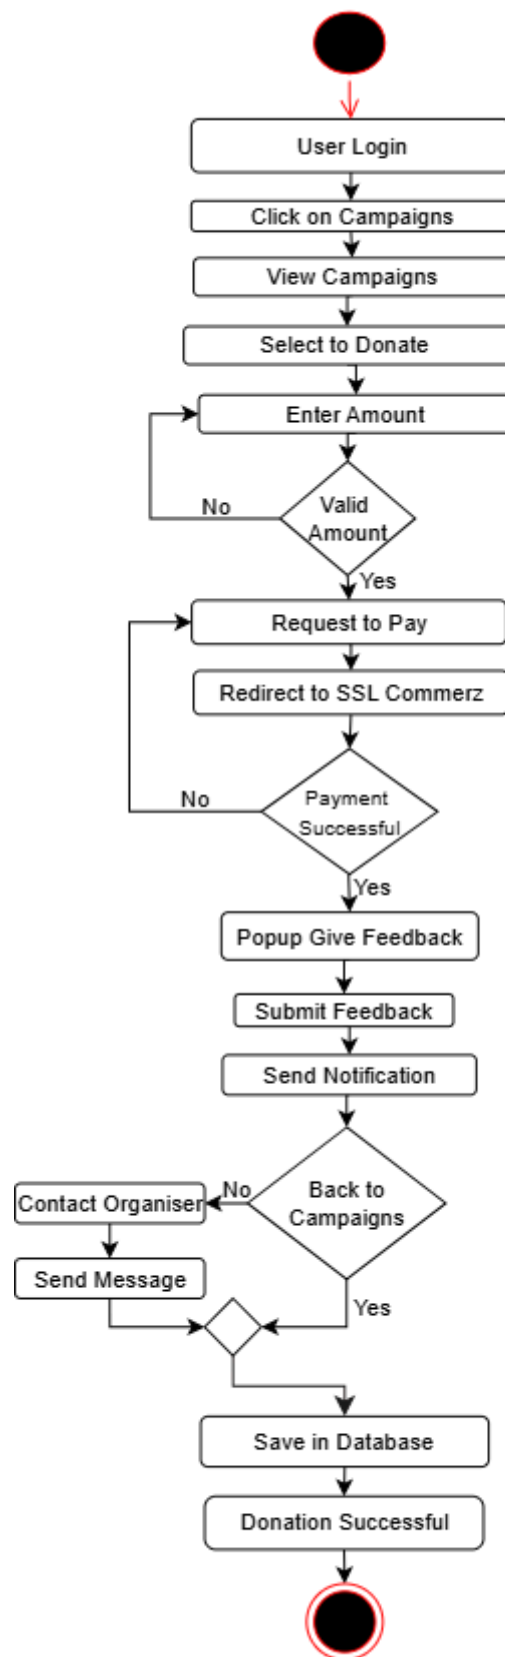 User Login
Click on Campaigns
View Campaigns
Select to Donate
Enter Amount
No
Valid
Amount
Yes
Request to Pay
Redirect to SSL Commerz
No
Payment
Successful
Yes
Popup Give Feedback
Submit Feedback
Send Notification
Contact Organiser
No
Back to
Campaigns
Send Message
Yes
Save in Database
Donation Successful